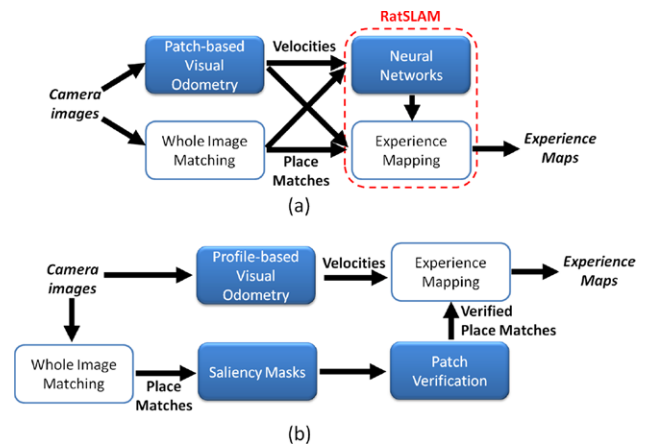 RatSLAM
Patch-based
Visual
Odometry
Velocities
Neural
Networks
Camera
images
Whole Image
Matching
Place
Matches
Experience
Mapping
Experience
Maps
(a)
Camera
images
Profile-based
Visual
Odometry
Velocities
Experience
Mapping
Experience
Maps
Verified
Place Matches
Whole Image
Matching
Place
Matches
Saliency Masks
Patch
Verification
(b)